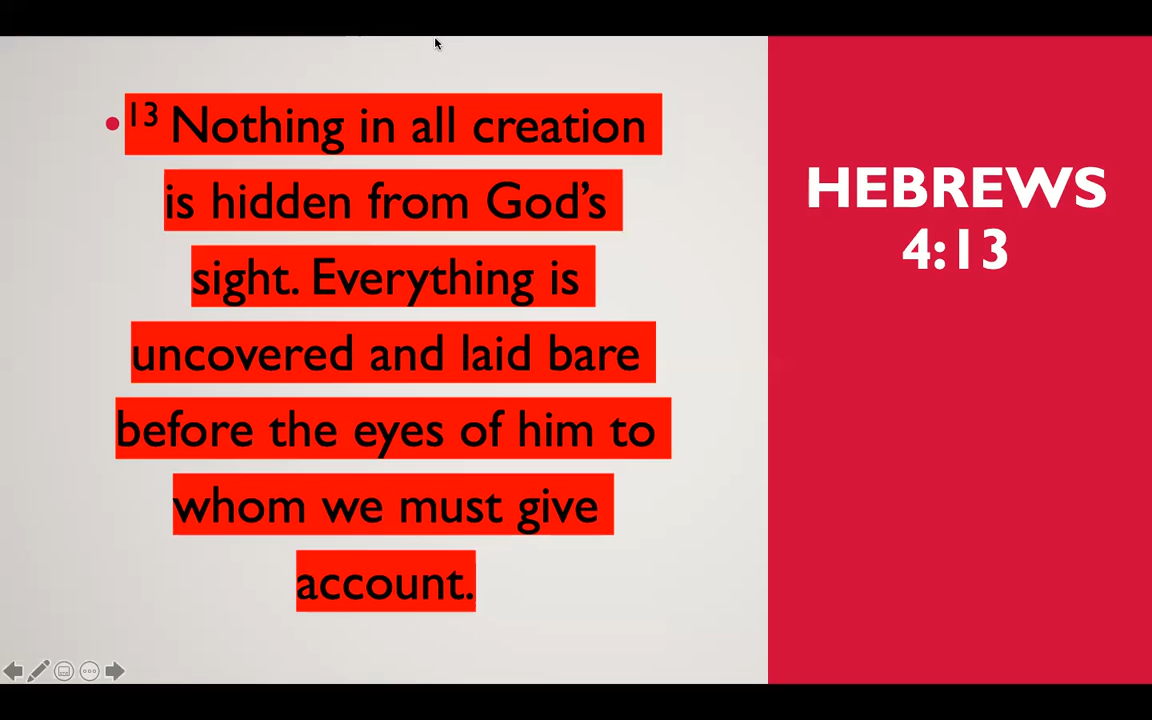 • 13 Nothing in all creation
is hidden from God’s
sight. Everything is
uncovered and laid bare
before the eyes of him to
whom we must give
account.
HEBREWS
4:13